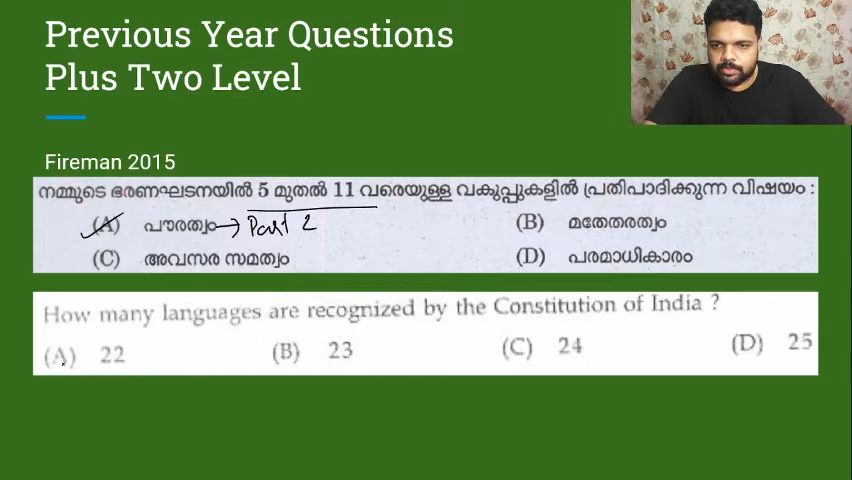 Previous Year Questions
Plus Two Level
Fireman 2015
നമ്മുടെ ഭരണഘടനയിൽ 5 മുതൽ 11 വരെയുള്ള വകുപ്പുകളിൽ പ്രതിപാദിക്കുന്ന വിഷയം :
(A) പൗരത്വം → Part 2 (B) മതേതരത്വം
(C) അവസര സമത്വം (D) പരമാധികാരം
How many languages are recognized by the Constitution of India ?
(A) 22 (B) 23 (C) 24 (D) 25